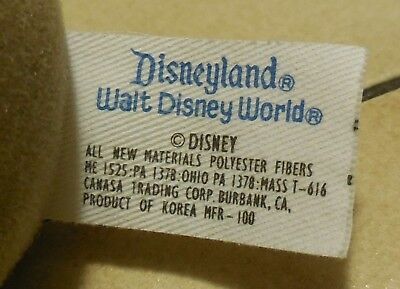 Disneyland®
Walt Disney World®
© DISNEY
ALL NEW MATERIALS POLYESTER FIBERS
ME 1525:PA 1378:OHIO PA 1378:MASS T-616
CANASA TRADING CORP. BURBANK, CA,
PRODUCT OF KOREA MFR-100